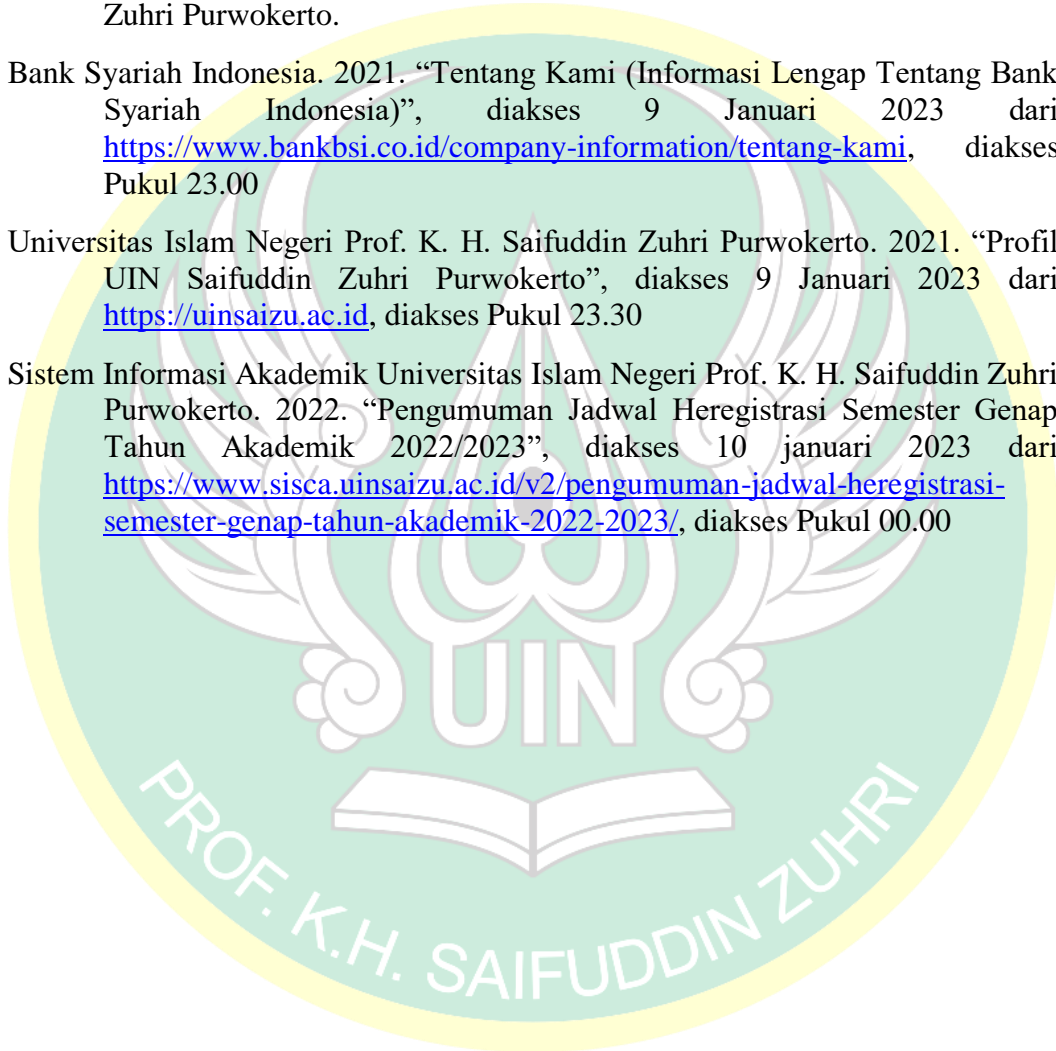 Zuhri Purwokerto.
Bank Syariah Indonesia. 2021. “Tentang Kami (Informasi Lengap Tentang Bank
Syariah Indonesia)”, diakses 9 Januari 2023 dari
https://www.bankbsi.co.id/company-information/tentang-kami, diakses
Pukul 23.00
Universitas Islam Negeri Prof. K. H. Saifuddin Zuhri Purwokerto. 2021. “Profil
UIN Saifuddin Zuhri Purwokerto”, diakses 9 Januari 2023 dari
https://uinsaizu.ac.id, diakses Pukul 23.30
Sistem Informasi Akademik Universitas Islam Negeri Prof. K. H. Saifuddin Zuhri
Purwokerto. 2022. “Pengumuman Jadwal Heregistrasi Semester Genap
Tahun Akademik 2022/2023”, diakses 10 januari 2023 dari
https://www.sisca.uinsaizu.ac.id/v2/pengumuman-jadwal-heregistrasi-
semester-genap-tahun-akademik-2022-2023/, diakses Pukul 00.00
UIN
PROF. K.H. SAIFUDDIN ZUHRI